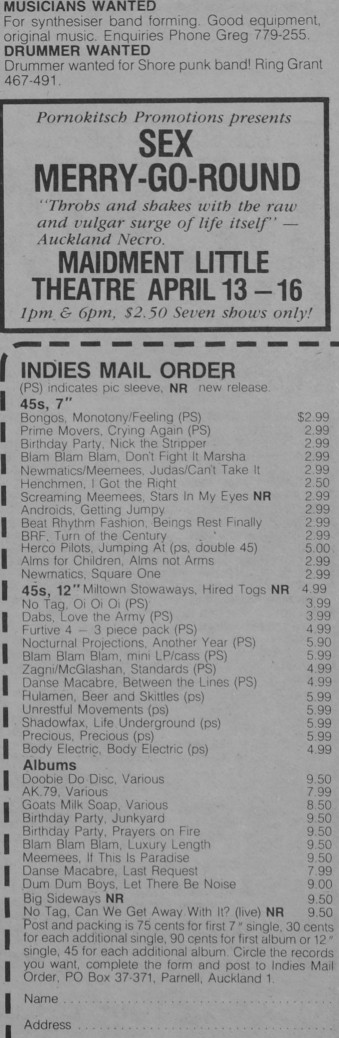 MUSICIANS WANTED
For synthesiser band forming. Good equipment,
original music. Enquiries Phone Greg 779-255.
DRUMMER WANTED
Drummer wanted for Shore punk band! Ring Grant
467-491.
Pornokitsch Promotions presents
SEX
MERRY-GO-ROUND
"Throbs and shakes with the raw
and vulgar surge of life itself" —
Auckland Necro.
MAIDMENT LITTLE
THEATRE APRIL 13 – 16
1pm & 6pm, $2.50 Seven shows only!
INDIES MAIL ORDER
(PS) indicates pic sleeve, NR new release.
45s, 7"
Bongos, Monotony/Feeling (PS) $2.99
Prime Movers, Crying Again (PS) 2.99
Birthday Party, Nick the Stripper 2.99
Blam Blam Blam, Don't Fight It Marsha 2.99
Newmatics/Meemees, Judas/Can't Take It 2.99
Henchmen, I Got the Right 2.50
Screaming Meemees, Stars In My Eyes NR 2.99
Androids, Getting Jumpy 2.99
Beat Rhythm Fashion, Beings Rest Finally 2.99
BRF, Turn of the Century 2.99
Herco Pilots, Jumping At (ps, double 45) 5.00
Alms for Children, Alms not Arms 2.99
Newmatics, Square One 2.99
45s, 12" Miltown Stowaways, Hired Togs NR 4.99
No Tag, Oi Oi Oi (PS) 3.99
Dabs, Love the Army (PS) 3.99
Furtive 4 – 3 piece pack (PS) 4.99
Nocturnal Projections, Another Year (PS) 5.90
Blam Blam Blam, mini LP/cass (PS) 5.99
Zagni/McGlashan, Standards (PS) 4.99
Danse Macabre, Between the Lines (PS) 4.99
Hulamen, Beer and Skittles (ps) 5.99
Unrestful Movements (ps) 5.99
Shadowfax, Life Underground (ps) 5.99
Precious, Precious (ps) 5.99
Body Electric, Body Electric (ps) 4.99
Albums
Doobie Do Disc, Various 9.50
AK.79, Various 7.99
Goats Milk Soap, Various 8.50
Birthday Party, Junkyard 9.50
Birthday Party, Prayers on Fire 9.50
Blam Blam Blam, Luxury Length 9.50
Meemees, If This Is Paradise 9.50
Danse Macabre, Last Request 7.99
Dum Dum Boys, Let There Be Noise 9.00
Big Sideways NR 9.50
No Tag, Can We Get Away With It? (live) NR 9.50
Post and packing is 75 cents for first 7" single, 30 cents
for each additional single, 90 cents for first album or 12"
single, 45 for each additional album. Circle the records
you want, complete the form and post to Indies Mail
Order, PO Box 37-371, Parnell, Auckland 1.
Name
Address